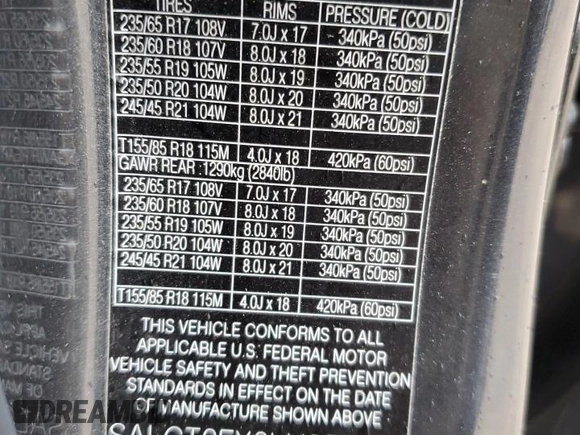 TIRES RIMS PRESSURE (COLD)
235/65 R17 108V 7.0J x 17 340kPa (50psi)
235/60 R18 107V 8.0J x 18 340kPa (50psi)
235/55 R19 105W 8.0J x 19 340kPa (50psi)
235/50 R20 104W 8.0J x 20 340kPa (50psi)
245/45 R21 104W 8.0J x 21 340kPa (50psi)
T155/85 R18 115M 4.0J x 18 420kPa (60psi)
GAWR REAR :1290kg (2840lb)
235/65 R17 108V 7.0J x 17 340kPa (50psi)
235/60 R18 107V 8.0J x 18 340kPa (50psi)
235/55 R19 105W 8.0J x 19 340kPa (50psi)
235/50 R20 104W 8.0J x 20 340kPa (50psi)
245/45 R21 104W 8.0J x 21 340kPa (50psi)
T155/85 R18 115M 4.0J x 18 420kPa (60psi)
THIS VEHICLE CONFORMS TO ALL
APPLICABLE U.S. FEDERAL MOTOR
VEHICLE SAFETY AND THEFT PREVENTION
STANDARDS IN EFFECT ON THE
DATE OF MANUFACTURE SHOWN ABOVE